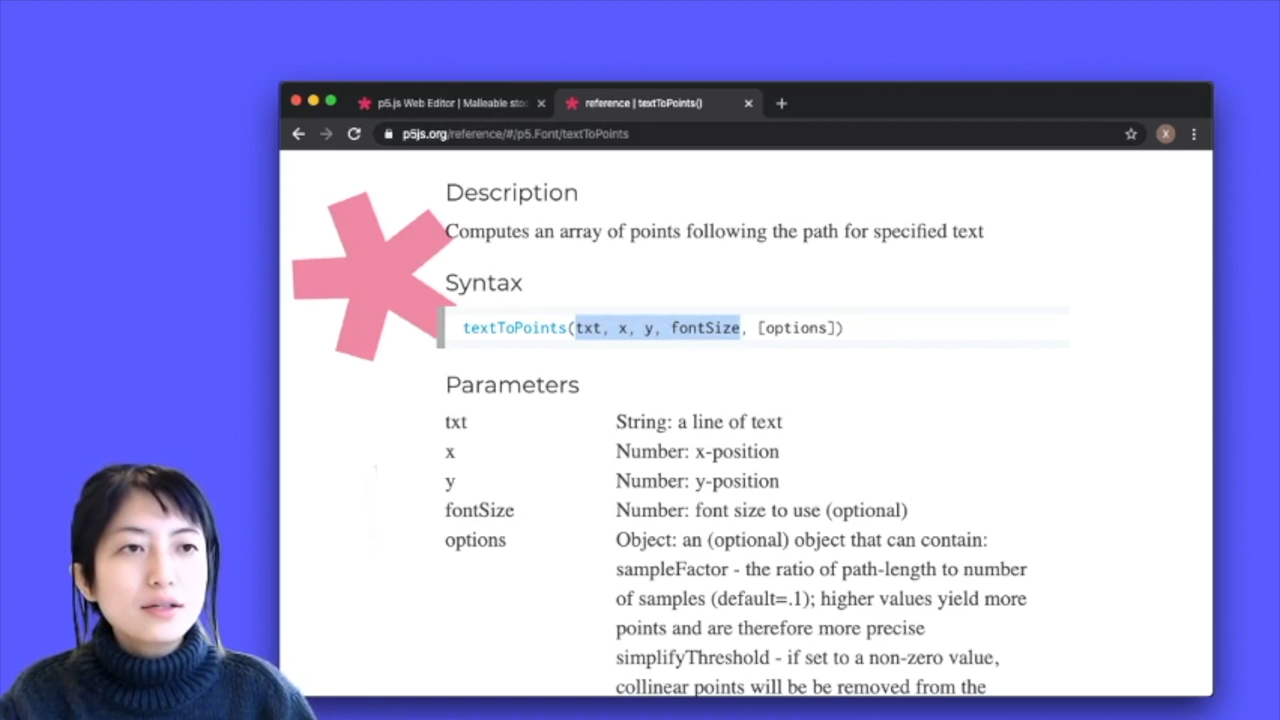 p5.js Web Editor | Malleable sto
reference | textToPoints()
p5js.org/reference/#/p5.Font/textToPoints
X
Description
Computes an array of points following the path for specified text
Syntax
textToPoints(txt, x, y, fontSize, [options])
Parameters
txt String: a line of text
x Number: x-position
y Number: y-position
fontSize Number: font size to use (optional)
options Object: an (optional) object that can contain:
sampleFactor - the ratio of path-length to number
of samples (default=.1); higher values yield more
points and are therefore more precise
simplifyThreshold - if set to a non-zero value,
collinear points will be be removed from the